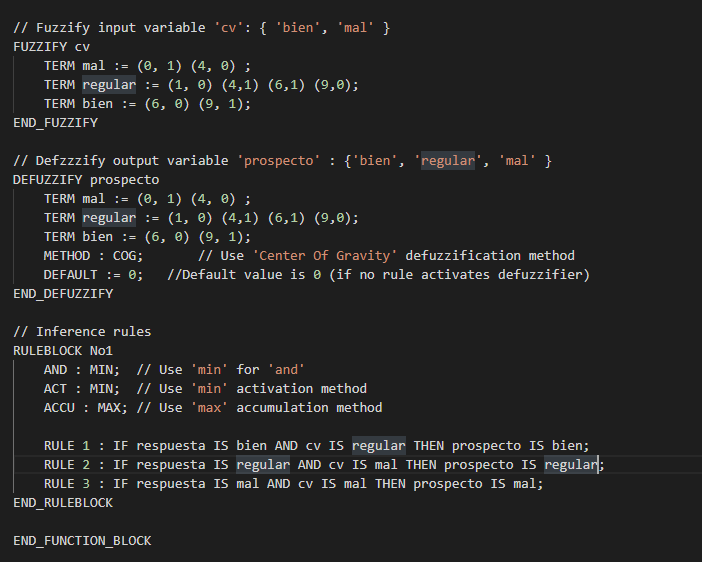 // Fuzzify input variable 'cv': { 'bien', 'mal' }
FUZZIFY cv
    TERM mal := (0, 1) (4, 0) ;
    TERM regular := (1, 0) (4,1) (6,1) (9,0);
    TERM bien := (6, 0) (9, 1);
END_FUZZIFY

// Defzzzify output variable 'prospecto' : {'bien', 'regular', 'mal' }
DEFUZZIFY prospecto
    TERM mal := (0, 1) (4, 0) ;
    TERM regular := (1, 0) (4,1) (6,1) (9,0);
    TERM bien := (6, 0) (9, 1);
    METHOD : COG;       // Use 'Center Of Gravity' defuzzification method
    DEFAULT := 0;   //Default value is 0 (if no rule activates defuzzifier)
END_DEFUZZIFY

// Inference rules
RULEBLOCK No1
    AND : MIN;  // Use 'min' for 'and'
    ACT : MIN;  // Use 'min' activation method
    ACCU : MAX; // Use 'max' accumulation method

    RULE 1 : IF respuesta IS bien AND cv IS regular THEN prospecto IS bien;
    RULE 2 : IF respuesta IS regular AND cv IS mal THEN prospecto IS regular;
    RULE 3 : IF respuesta IS mal AND cv IS mal THEN prospecto IS mal;
END_RULEBLOCK

END_FUNCTION_BLOCK